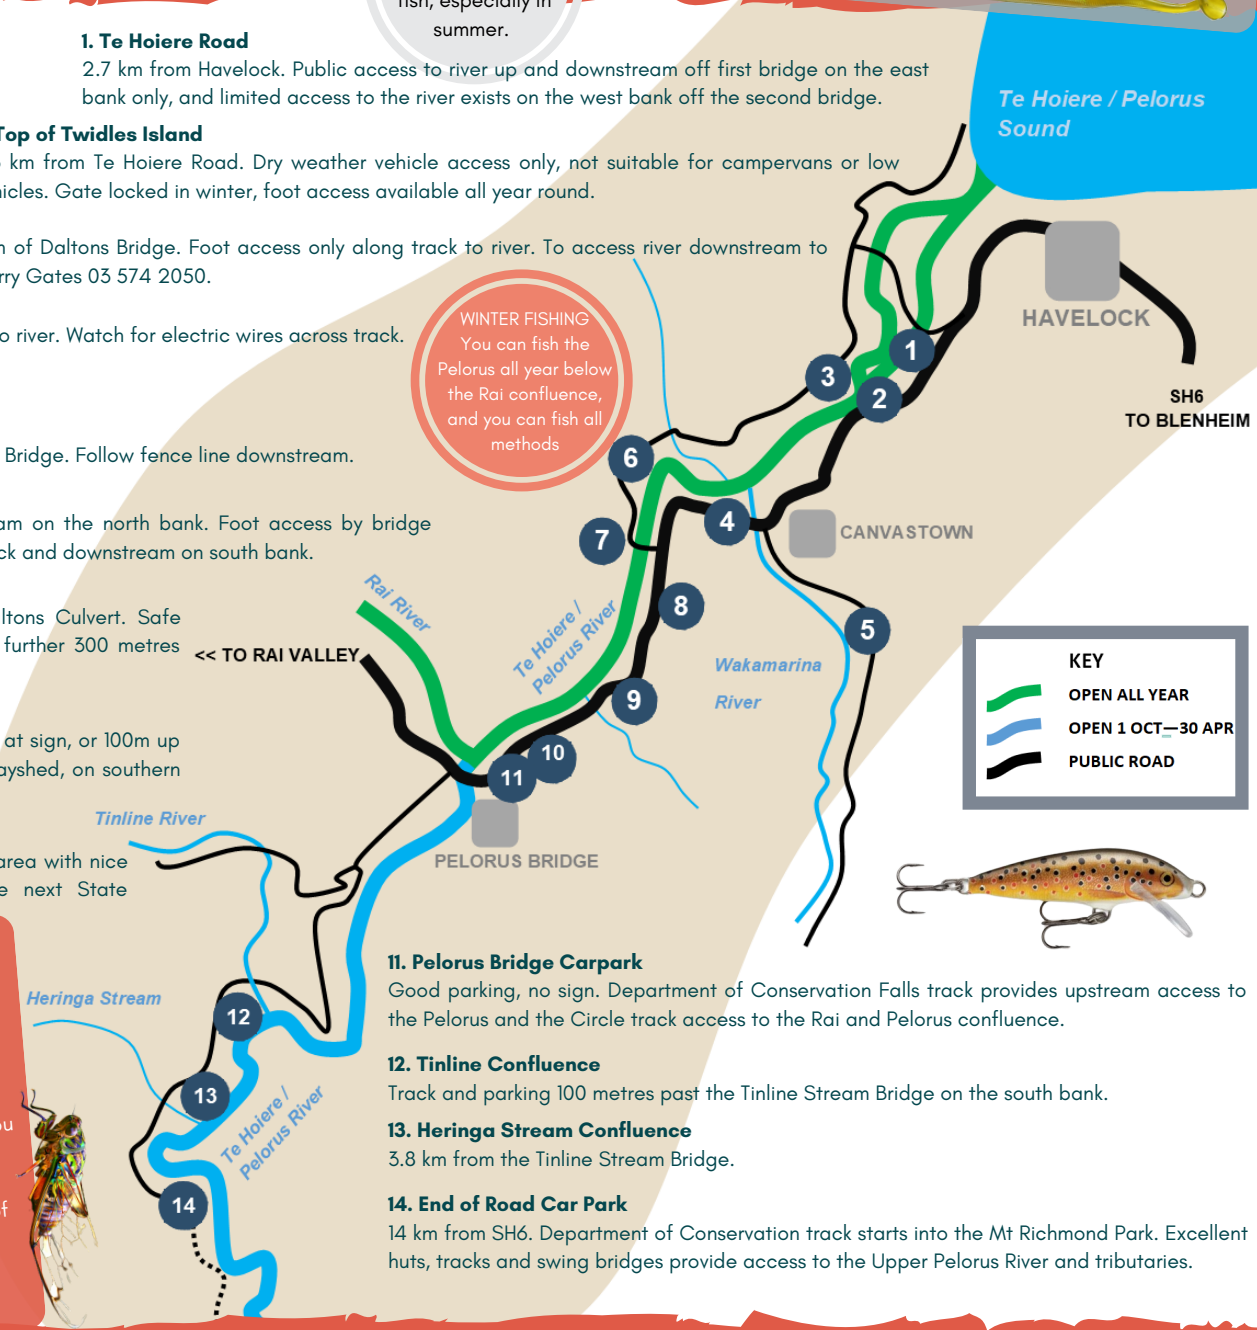 fish, especially in
summer.
1. Te Hoiere Road
2.7 km from Havelock. Public access to river up and downstream off first bridge on the east
bank only, and limited access to the river exists on the west bank off the second bridge.
Top of Twidles Island
km from Te Hoiere Road. Dry weather vehicle access only, not suitable for campervans or low
Gate locked in winter, foot access available all year round.
of Daltons Bridge. Foot access only along track to river. To access river downstream to
Gates 03 574 2050.
river. Watch for electric wires across track.
Bridge. Follow fence line downstream.
on the north bank. Foot access by bridge
and downstream on south bank.
Culvert. Safe
further 300 metres
at sign, or 100m up
on southern
area with nice
next State
WINTER FISHING
You can fish the
Pelorus all year below
the Rai confluence,
and you can fish all
methods
Te Hoiere / Pelorus
Sound
HAVELOCK
SH6
TO BLENHEIM
1
2
3
4
5
6
7
8
9
10
11
12
13
14
CANVASTOWN
Rai River
<< TO RAI VALLEY
Te Hoiere /
Pelorus River
Wakamarina
River
KEY
OPEN ALL YEAR
OPEN 1 OCT—30 APR
PUBLIC ROAD
PELORUS BRIDGE
Tinline River
Heringa Stream
Te Hoiere /
Pelorus River
11. Pelorus Bridge Carpark
Good parking, no sign. Department of Conservation Falls track provides upstream access to
the Pelorus and the Circle track access to the Rai and Pelorus confluence.
12. Tinline Confluence
Track and parking 100 metres past the Tinline Stream Bridge on the south bank.
13. Heringa Stream Confluence
3.8 km from the Tinline Stream Bridge.
14. End of Road Car Park
14 km from SH6. Department of Conservation track starts into the Mt Richmond Park. Excellent
huts, tracks and swing bridges provide access to the Upper Pelorus River and tributaries.